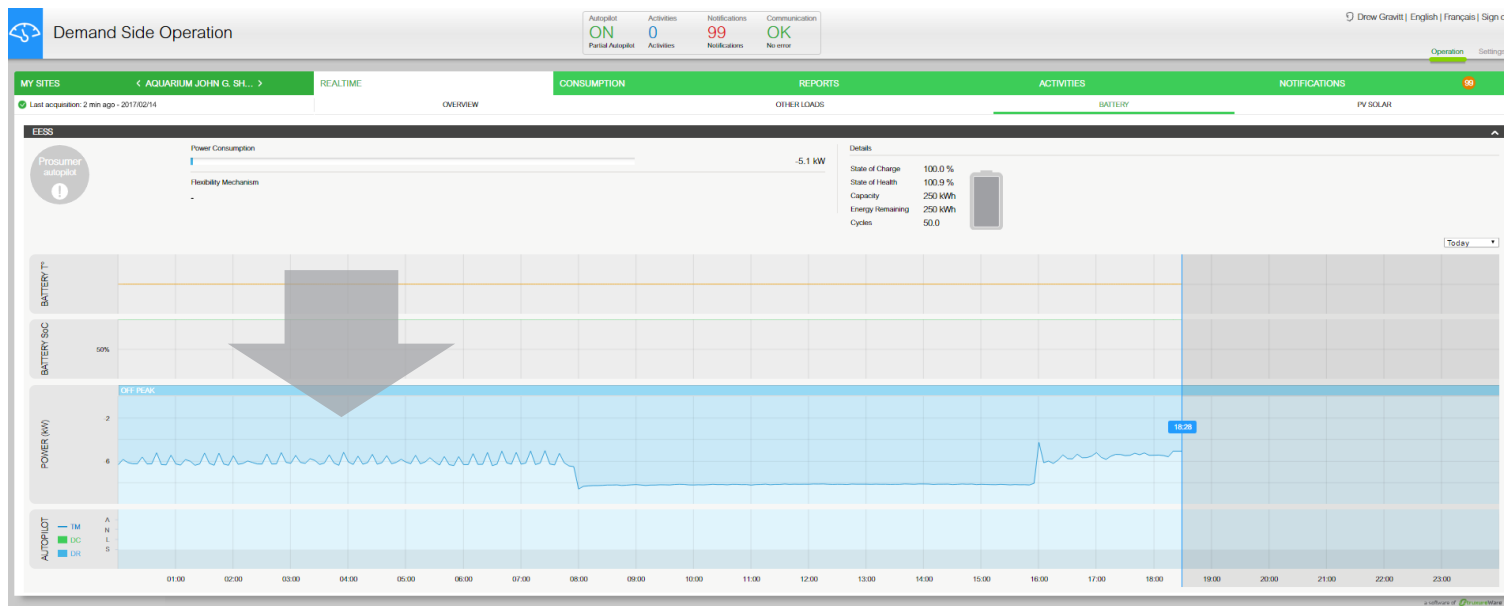 Demand Side Operation
Autopilot Activities Notifications Communication
ON 0 99 OK
Partial Autopilot Activities Notifications No error
Drew Gravitt | English | Français | Sign o
Operation Settings
MY SITES < AQUARIUM JOHN G. SH... > REALTIME CONSUMPTION REPORTS ACTIVITIES NOTIFICATIONS 99
Last acquisition: 2 min ago - 2017/02/14 OVERVIEW OTHER LOADS BATTERY PV SOLAR
EESS
Prosumer
autopilot
!
Power Consumption
-5.1 kW
Flexibility Mechanism
-
Details
State of Charge 100.0 %
State of Health 100.9 %
Capacity 250 kWh
Energy Remaining 250 kWh
Cycles 50.0
Today
BATTERY T°
BATTERY SoC
50%
OFF PEAK
POWER (kW)
2
-6
18:28
AUTOPILOT
TM
DC
DR
A
N
L
S
01:00 02:00 03:00 04:00 05:00 06:00 07:00 08:00 09:00 10:00 11:00 12:00 13:00 14:00 15:00 16:00 17:00 18:00 19:00 20:00 21:00 22:00 23:00
a software of StruxureWare